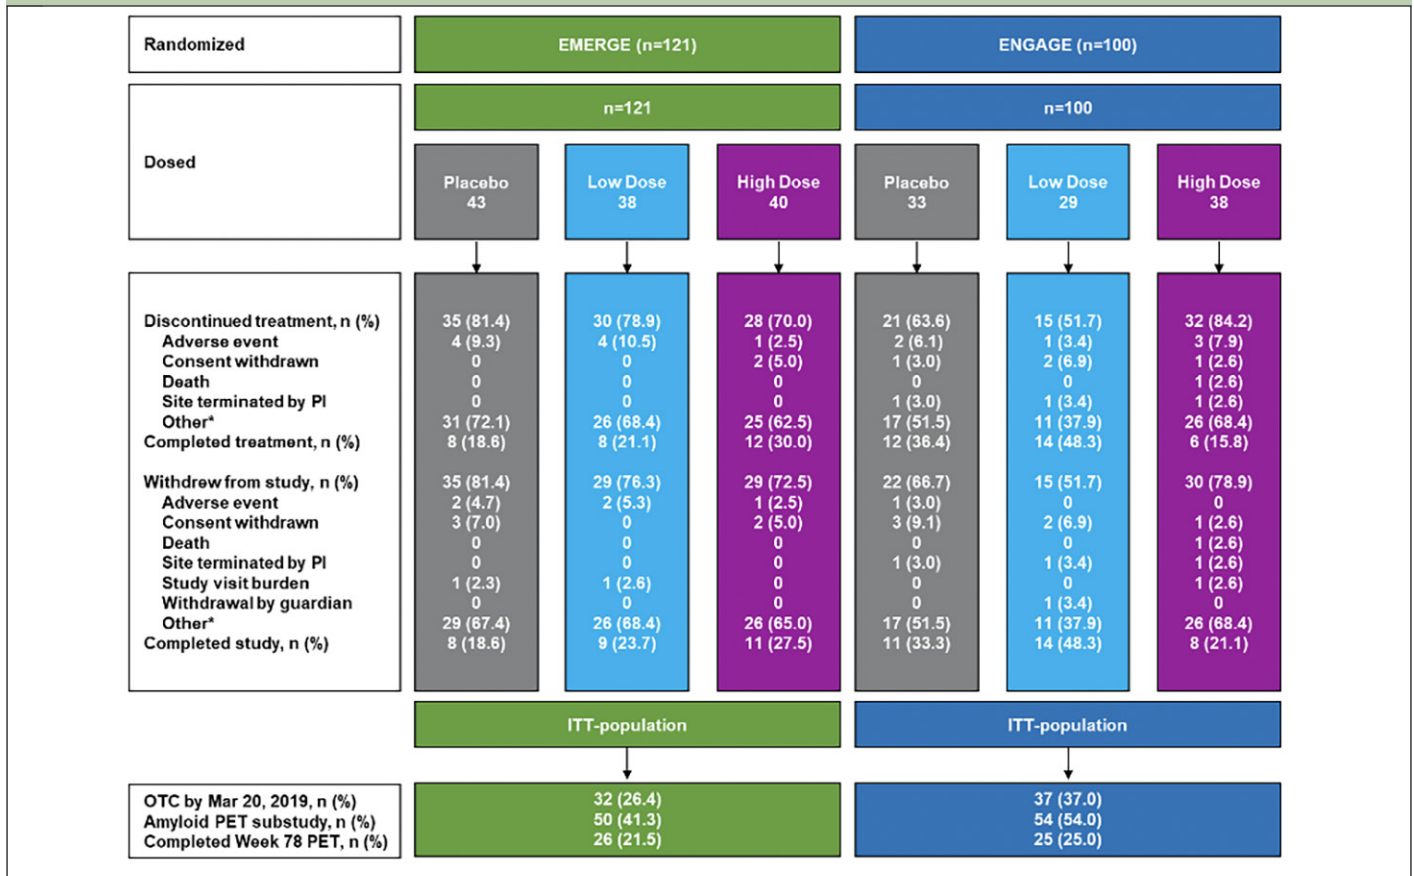 Randomized EMERGE (n=121) ENGAGE (n=100)
n=121 n=100
Dosed
Placebo Low Dose High Dose Placebo Low Dose High Dose
43 38 40 33 29 38
Discontinued treatment, n (%) 35 (81.4) 30 (78.9) 28 (70.0) 21 (63.6) 15 (51.7) 32 (84.2)
Adverse event 4 (9.3) 4 (10.5) 1 (2.5) 2 (6.1) 1 (3.4) 3 (7.9)
Consent withdrawn 0 0 2 (5.0) 1 (3.0) 2 (6.9) 1 (2.6)
Death 0 0 0 0 0 1 (2.6)
Site terminated by PI 0 0 0 1 (3.0) 1 (3.4) 1 (2.6)
Other* 31 (72.1) 26 (68.4) 25 (62.5) 17 (51.5) 11 (37.9) 26 (68.4)
Completed treatment, n (%) 8 (18.6) 8 (21.1) 12 (30.0) 12 (36.4) 14 (48.3) 6 (15.8)
Withdrew from study, n (%) 35 (81.4) 29 (76.3) 29 (72.5) 22 (66.7) 15 (51.7) 30 (78.9)
Adverse event 2 (4.7) 2 (5.3) 1 (2.5) 1 (3.0) 0 0
Consent withdrawn 3 (7.0) 0 2 (5.0) 3 (9.1) 2 (6.9) 1 (2.6)
Death 0 0 0 0 0 1 (2.6)
Site terminated by PI 0 0 0 1 (3.0) 1 (3.4) 1 (2.6)
Study visit burden 1 (2.3) 1 (2.6) 0 0 0 1 (2.6)
Withdrawal by guardian 0 0 0 0 1 (3.4) 0
Other* 29 (67.4) 26 (68.4) 26 (65.0) 17 (51.5) 11 (37.9) 26 (68.4)
Completed study, n (%) 8 (18.6) 9 (23.7) 11 (27.5) 11 (33.3) 14 (48.3) 8 (21.1)
ITT-population ITT-population
OTC by Mar 20, 2019, n (%) 32 (26.4) 37 (37.0)
Amyloid PET substudy, n (%) 50 (41.3) 54 (54.0)
Completed Week 78 PET, n (%) 26 (21.5) 25 (25.0)